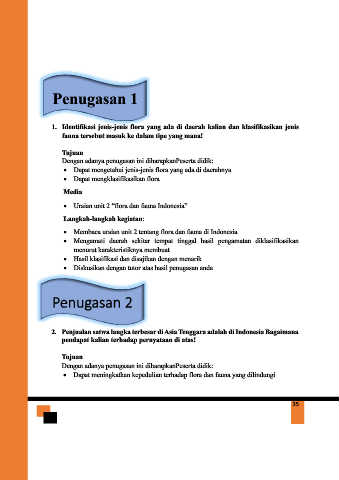 Penugasan 1
1. Identifikasi jenis-jenis flora yang ada di daerah kalian dan klasifikasikan jenis
fauna tersebut masuk ke dalam tipe yang mana!
Tujuan
Dengan adanya penugasan ini diharapkanPeserta didik:
• Dapat mengetahui jenis-jenis flora yang ada di daerahnya
• Dapat mengklasifikasikan flora
Media
• Uraian unit 2 "flora dan fauna Indonesia"
Langkah-langkah kegiatan:
• Membaca uraian unit 2 tentang flora dan fauna di Indonesia
• Mengamati daerah sekitar tempat tinggal hasil pengamatan diklasifikasikan
menurut karakteristiknya membuat
• Hasil klasifikasi dan disajikan dengan menarik
• Diskusikan dengan tutor atas hasil penugasan anda
Penugasan 2
2. Penjualan satwa langka terbesar di Asia Tenggara adalah di Indonesia Bagaimana
pendapat kalian terhadap pernyataan di atas!
Tujuan
Dengan adanya penugasan ini diharapkanPeserta didik:
• Dapat meningkatkan kepedulian terhadap flora dan fauna yang dilindungi
35